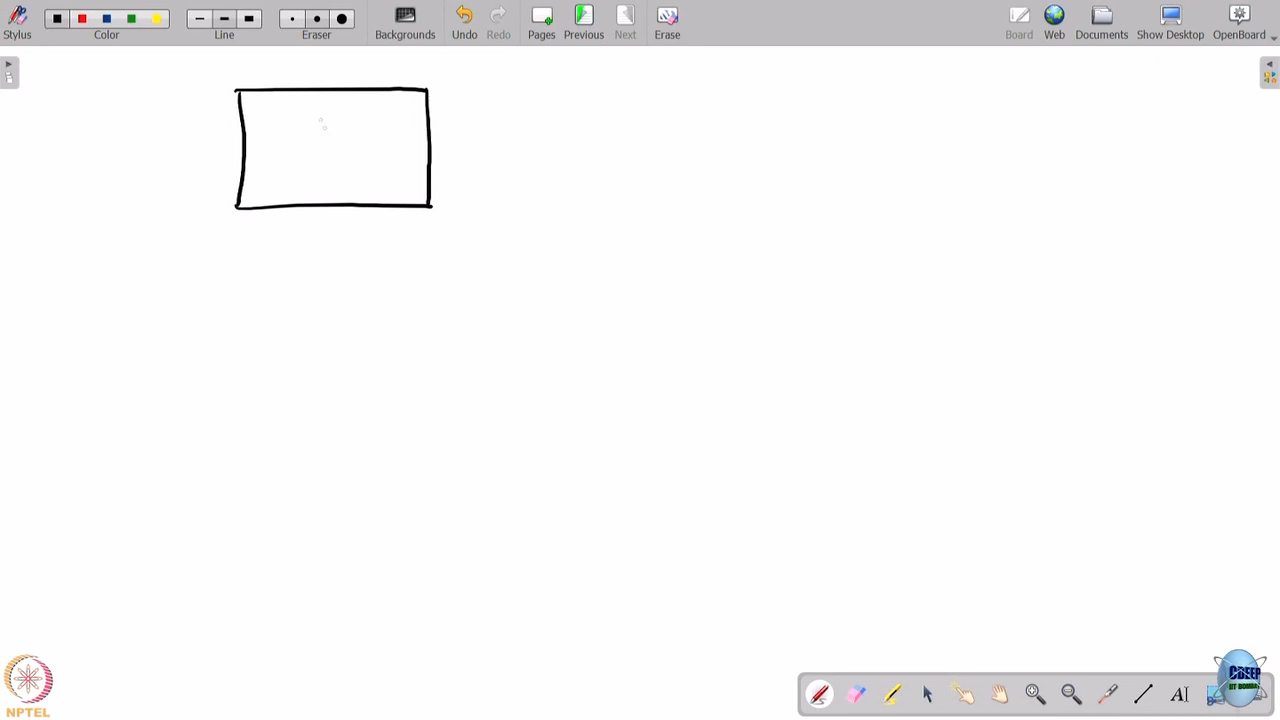 Stylus Color Line Eraser Backgrounds Undo Redo Pages Previous Next Erase Board Web Documents Show Desktop OpenBoard
NPTEL
CDEEP
IIT BOMBAY